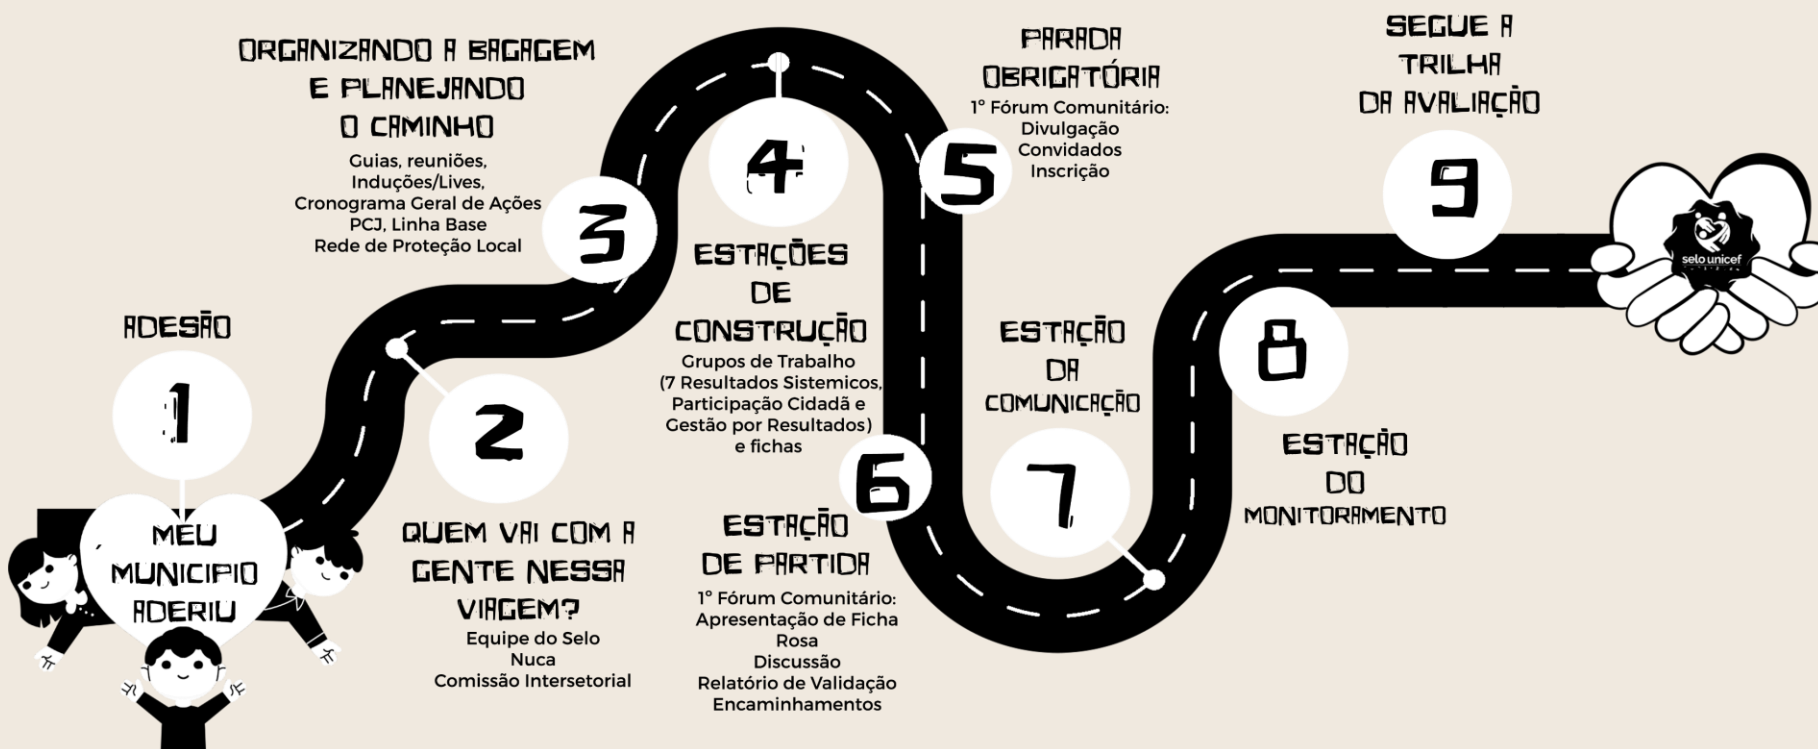 ADESÃO
1
MEU
MUNICIPIO
ADERIU
2
QUEM VAI COM A
GENTE NESSA
VIAGEM?
Equipe do Selo
Nuca
Comissão Intersetorial
ORGANIZANDO A BAGAGEM
E PLANEJANDO
O CAMINHO
Guias, reuniões,
Induções/Lives,
Cronograma Geral de Ações
PCJ, Linha Base
Rede de Proteção Local
3
4
ESTAÇÕES
DE
CONSTRUÇÃO
Grupos de Trabalho
(7 Resultados Sistemicos,
Participação Cidadã e
Gestão por Resultados)
e fichas
PARADA
OBRIGATÓRIA
1º Fórum Comunitário:
Divulgação
Convidados
Inscrição
5
6
ESTAÇÃO
DE PARTIDA
1º Fórum Comunitário:
Apresentação de Ficha
Rosa
Discussão
Relatório de Validação
Encaminhamentos
ESTAÇÃO
DA
COMUNICAÇÃO
7
8
ESTAÇÃO
DO
MONITORAMENTO
SEGUE A
TRILHA
DA AVALIAÇÃO
9
selo unicef